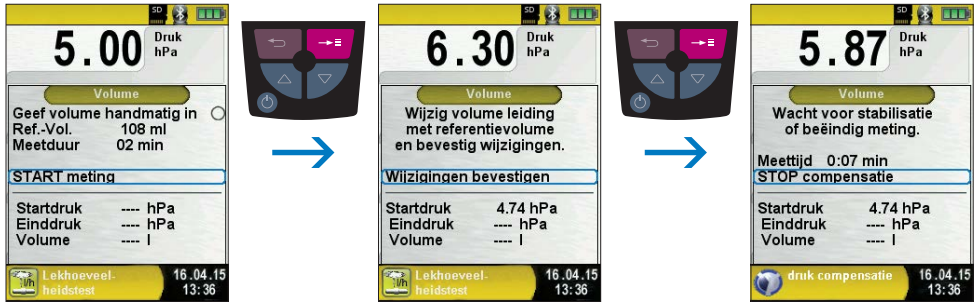 SD
5.00 Druk
hPa
Volume
Geef volume handmatig in
Ref.-Vol. 108 ml
Meetduur 02 min
START meting
Startdruk ---- hPa
Einddruk ---- hPa
Volume ---- l
Lekhoeveel-
heidstest
16.04.15
13:36
SD
6.30 Druk
hPa
Volume
Wijzig volume leiding
met referentievolume
en bevestig wijzigingen.
Wijzigingen bevestigen
Startdruk 4.74 hPa
Einddruk ---- hPa
Volume ---- l
Lekhoeveel-
heidstest
16.04.15
13:36
SD
5.87 Druk
hPa
Volume
Wacht voor stabilisatie
of beëindig meting.
Meettijd 0:07 min
STOP compensatie
Startdruk 4.74 hPa
Einddruk ---- hPa
Volume ---- l
druk compensatie
16.04.15
13:36